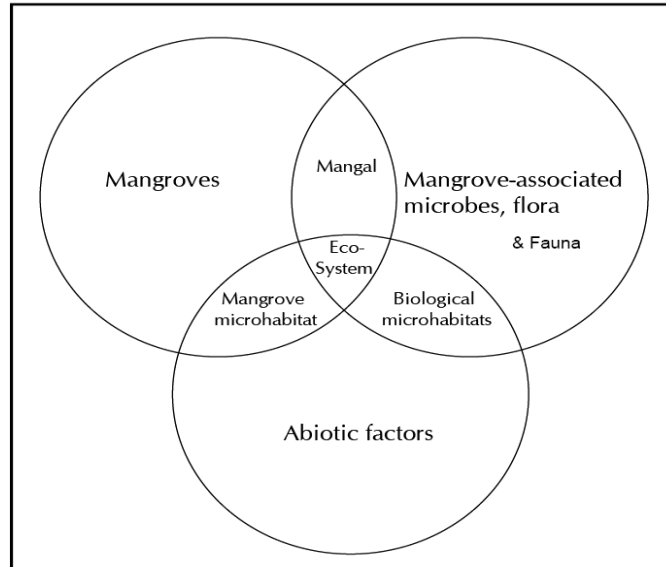 Mangal
Mangroves
Mangrove-associated
microbes, flora
& Fauna
Eco-
System
Mangrove
microhabitat
Biological
microhabitats
Abiotic factors